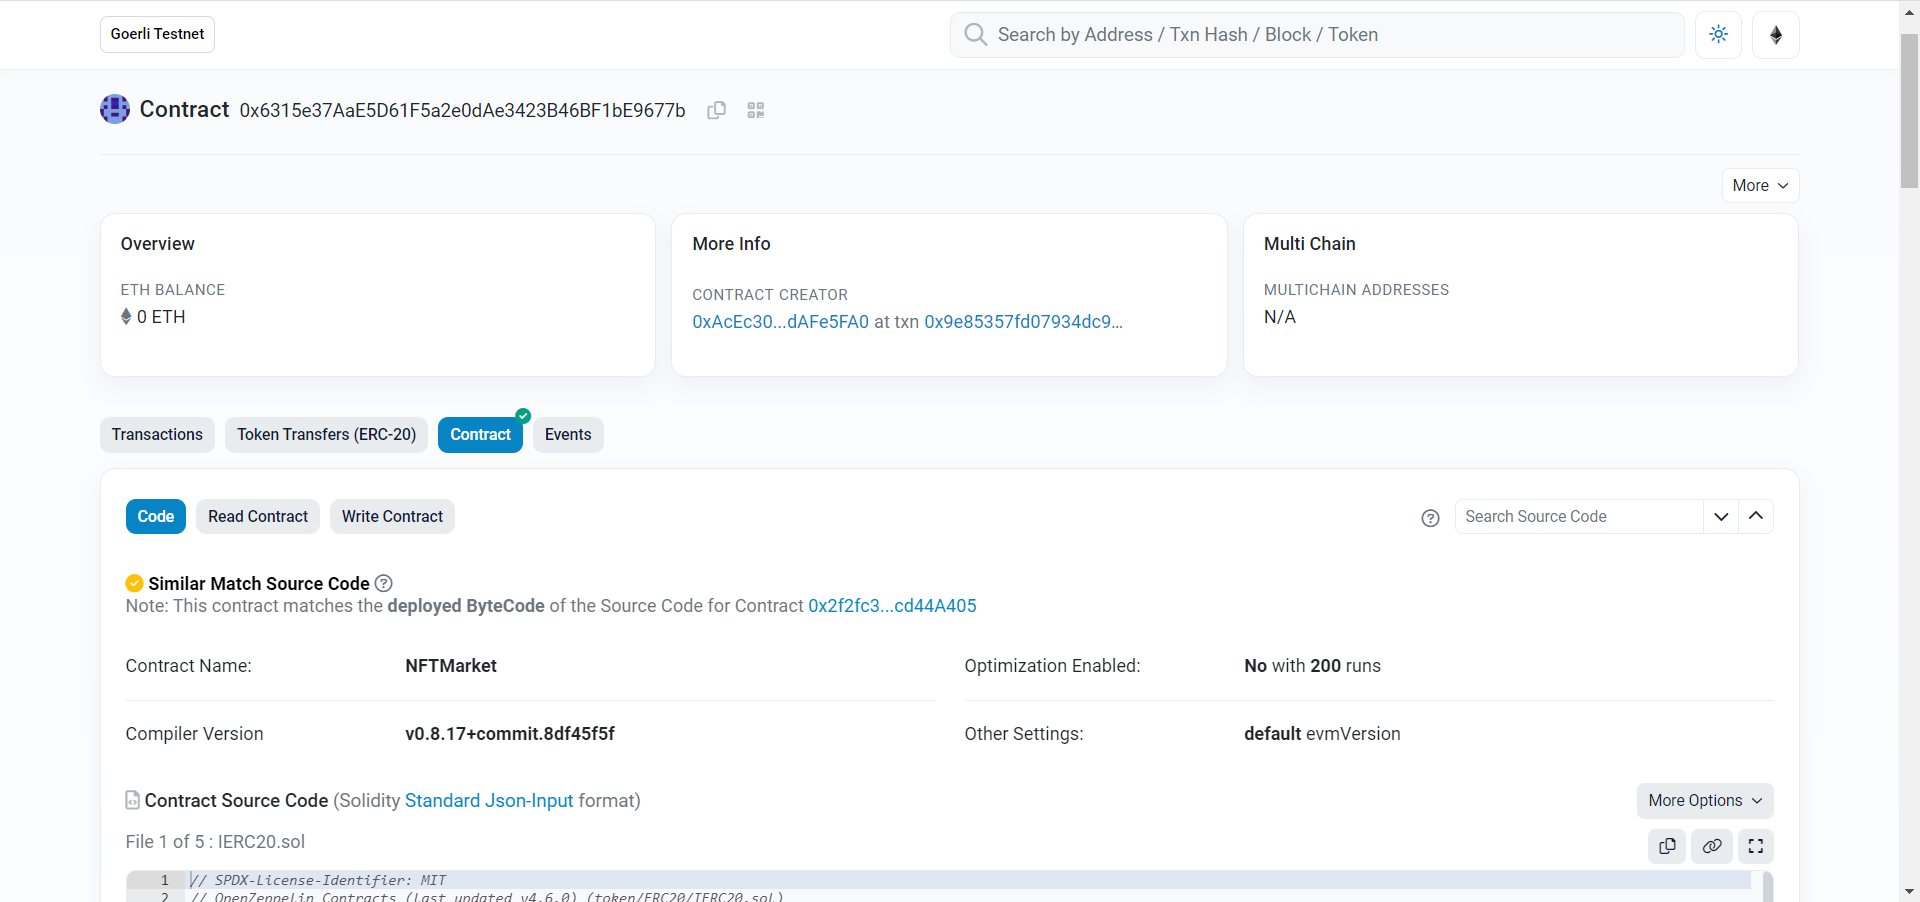 Goerli Testnet
Search by Address / Txn Hash / Block / Token
Contract 0x6315e37AaE5D61F5a2e0dAe3423B46BF1bE9677b
More
Overview
ETH BALANCE
0 ETH
More Info
CONTRACT CREATOR
0xAcEc30...dAFe5FA0 at txn 0x9e85357fd07934dc9...
Multi Chain
MULTICHAIN ADDRESSES
N/A
Transactions
Token Transfers (ERC-20)
Contract
Events
Code
Read Contract
Write Contract
Search Source Code
Similar Match Source Code
Note: This contract matches the deployed ByteCode of the Source Code for Contract 0x2f2fc3...cd44A405
Contract Name: NFTMarket
Optimization Enabled: No with 200 runs
Compiler Version v0.8.17+commit.8df45f5f
Other Settings: default evmVersion
Contract Source Code (Solidity Standard Json-Input format)
More Options
File 1 of 5 : IERC20.sol
1 // SPDX-License-Identifier: MIT
2 // OpenZeppelin Contracts (last updated v4.6.0) (token/ERC20/IERC20.sol)